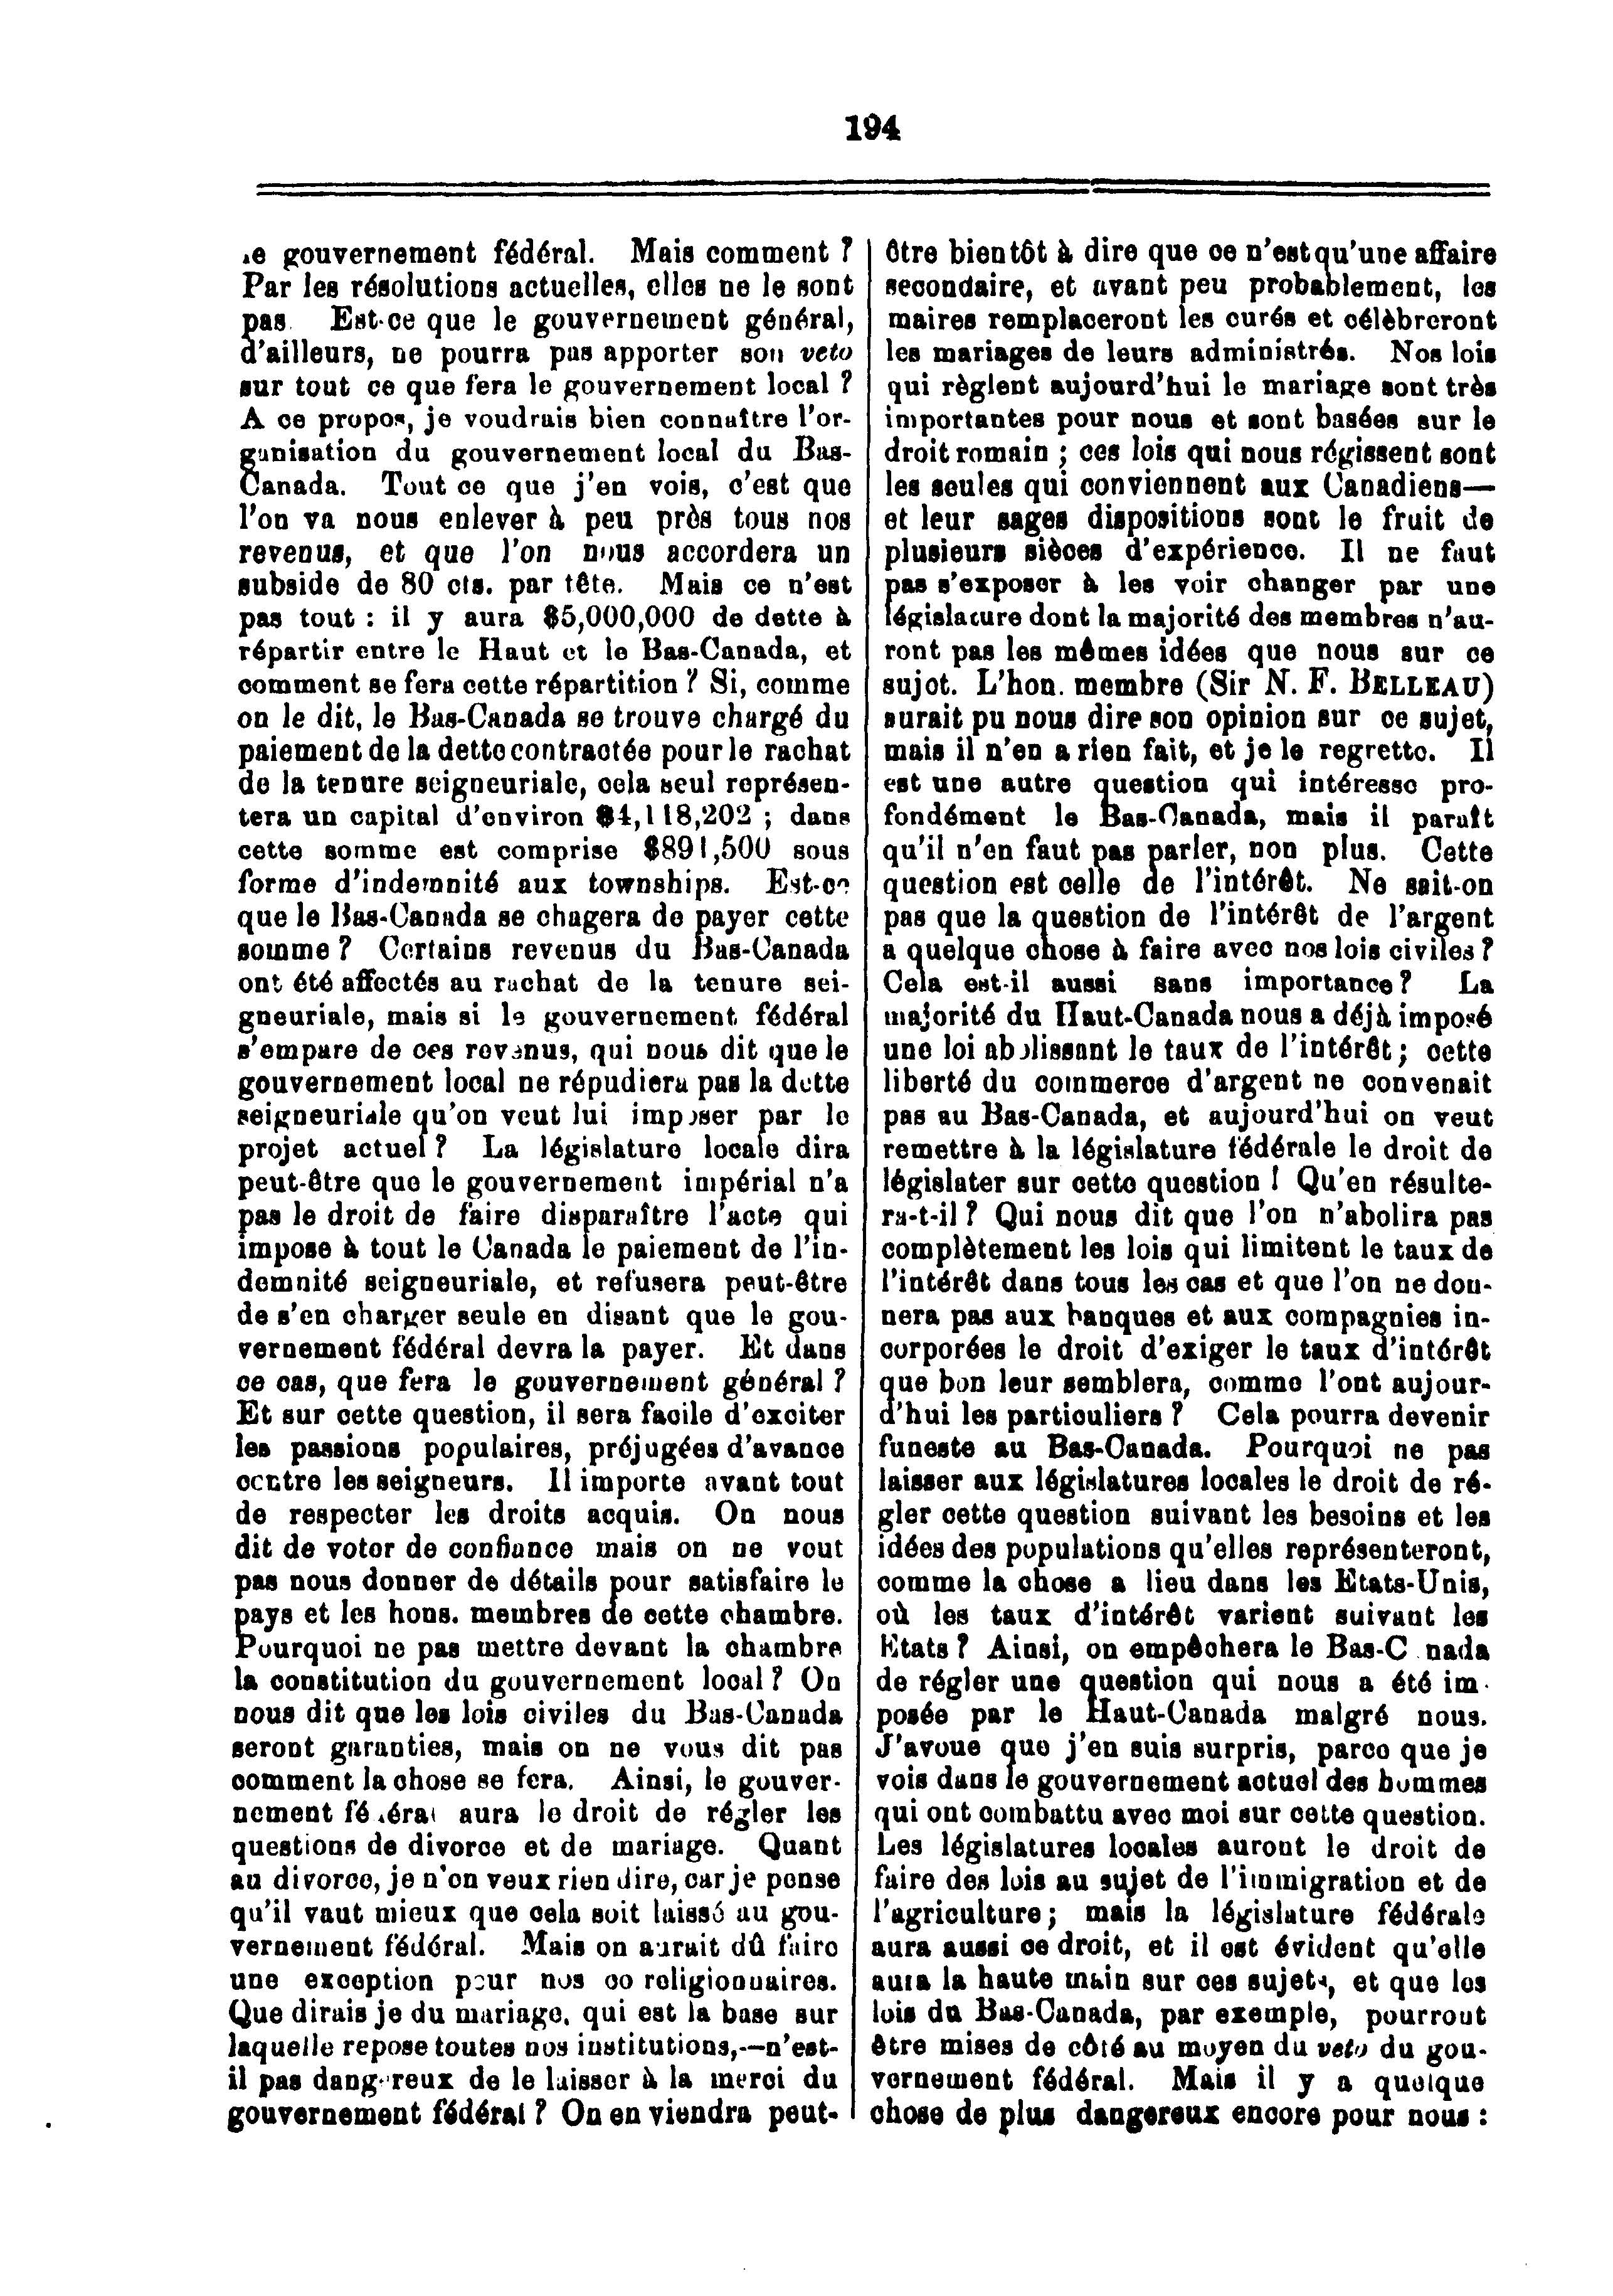 194
le gouvernement fédéral. Mais comment ?
Par les résolutions actuelles, elles ne le sont
pas. Est-ce que le gouvernement général,
d'ailleurs, ne pourra pas apporter son veto
sur tout ce que fera le gouvernement local ?
A ce propos, je voudrais bien connaître l'or-
ganisation du gouvernement local du Bas-
Canada. Tout ce que j'en vois, c'est que
l'on va nous enlever à peu près tous nos
revenus, et que l'on nous accordera un
subside de 80 cts. par tête. Mais ce n'est
pas tout : il y aura $5,000,000 de dette à
répartir entre le Haut et le Bas-Canada, et
comment se fera cette répartition ? Si, comme
on le dit, le Bas-Canada se trouve chargé du
paiement de la dette contractée pour le rachat
de la tenure seigneuriale, cela seul représen-
tera un capital d'environ $4,118,202 ; dans
cette somme est comprise $891,500 sous
forme d'indemnité aux townships. Est-ce
que le Bas-Canada se chagera de payer cette
somme ? Certains revenus du Bas-Canada
ont été affectés au rachat de la tenure sei-
gneuriale, mais si le gouvernement fédéral
s'empare de ces revenus, qui nous dit que le
gouvernement local ne répudiera pas la dette
seigneuriale qu'on veut lui imposer par le
projet actuel ? La législature locale dira
peut-être que le gouvernement impérial n'a
pas le droit de faire disparaître l'acte qui
impose à tout le Canada le paiement de l'in-
demnité seigneuriale, et refusera peut-être
de s'en charger seule en disant que le gou-
vernement fédéral devra la payer. Et dans
ce cas, que fera le gouvernement général ?
Et sur cette question, il sera facile d'exciter
les passions populaires, préjugées d'avance
contre les seigneurs. Il importe avant tout
de respecter les droits acquis. On nous
dit de voter de confiance mais on ne veut
pas nous donner de détails pour satisfaire le
pays et les hons. membres de cette chambre.
Pourquoi ne pas mettre devant la chambre
la constitution du gouvernement local ? On
nous dit que les lois civiles du Bas-Canada
seront garanties, mais on ne vous dit pas
comment la chose se fera. Ainsi, le gouver-
nement fédéral aura le droit de régler les
questions de divorce et de mariage. Quant
au divorce, je n'en veux rien dire, car je pense
qu'il vaut mieux que cela soit laissé au gou-
vernement fédéral. Mais on aurait dû faire
une exception pour nos co religionnaires.
Que dirais je du mariage, qui est la base sur
laquelle repose toutes nos institutions,—n'est-
il pas dangereux de le laisser à la merci du
gouvernement fédéral ? On en viendra peut-
être bientôt à dire que ce n'est qu'une affaire
secondaire, et avant peu probablement, les
maires remplaceront les curés et célèbreront
les mariages de leurs administrés. Nos lois
qui règlent aujourd'hui le mariage sont très
importantes pour nous et sont basées sur le
droit romain ; ces lois qui nous régissent sont
les seules qui conviennent aux Canadiens—
et leur sages dispositions sont le fruit de
plusieurs sièces d'expérience. Il ne faut
pas s'exposer à les voir changer par une
législature dont la majorité des membres n'au-
ront pas les mêmes idées que nous sur ce
sujet. L'hon. membre (Sir N. F. BELLEAU)
aurait pu nous dire son opinion sur ce sujet,
mais il n'en a rien fait, et je le regrette. Il
est une autre question qui intéresse pro-
fondément le Bas-Canada, mais il paraît
qu'il n'en faut pas parler, non plus. Cette
question est celle de l'intérêt. Ne sait-on
pas que la question de l'intérêt de l'argent
a quelque chose à faire avec nos lois civiles ?
Cela est-il aussi sans importance ? La
majorité du Haut-Canada nous a déjà imposé
une loi abolissant le taux de l'intérêt ; cette
liberté du commerce d'argent ne convenait
pas au Bas-Canada, et aujourd'hui on veut
remettre à la législature fédérale le droit de
législater sur cette question ! Qu'en résulte-
ra-t-il ? Qui nous dit que l'on n'abolira pas
complètement les lois qui limitent le taux de
l'intérêt dans tous les cas et que l'on ne don-
nera pas aux banques et aux compagnies in-
corporées le droit d'exiger le taux d'intérêt
que bon leur semblera, comme l'ont aujour-
d'hui les particuliers ? Cela pourra devenir
funeste au Bas-Canada. Pourquoi ne pas
laisser aux législatures locales le droit de ré-
gler cette question suivant les besoins et les
idées des populations qu'elles représenteront,
comme la chose a lieu dans les Etats-Unis,
où les taux d'intérêt varient suivant les
Etats ? Ainsi, on empêchera le Bas-C nada
de régler une question qui nous a été im-
posée par le Haut-Canada malgré nous.
J'avoue que j'en suis surpris, parce que je
vois dans le gouvernement actuel des hommes
qui ont combattu avec moi sur cette question.
Les législatures locales auront le droit de
faire des lois au sujet de l'immigration et de
l'agriculture ; mais la législature fédérale
aura aussi ce droit, et il est évident qu'elle
aura la haute main sur ces sujets, et que les
lois du Bas-Canada, par exemple, pourront
être mises de côté au moyen du veto du gou-
vernement fédéral. Mais il y a quelque
chose de plus dangereux encore pour nous :